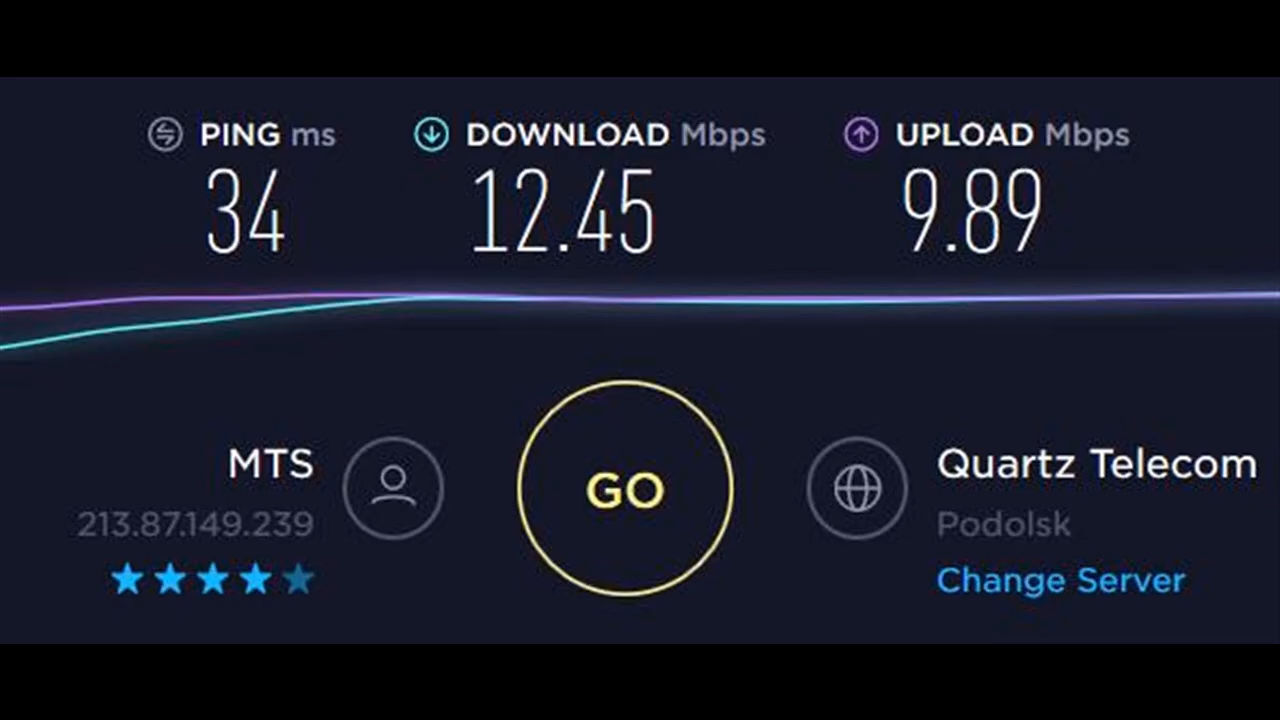 PING ms DOWNLOAD Mbps UPLOAD Mbps
34 12.45 9.89
MTS
213.87.149.239
GO
Quartz Telecom
Podolsk
Change Server